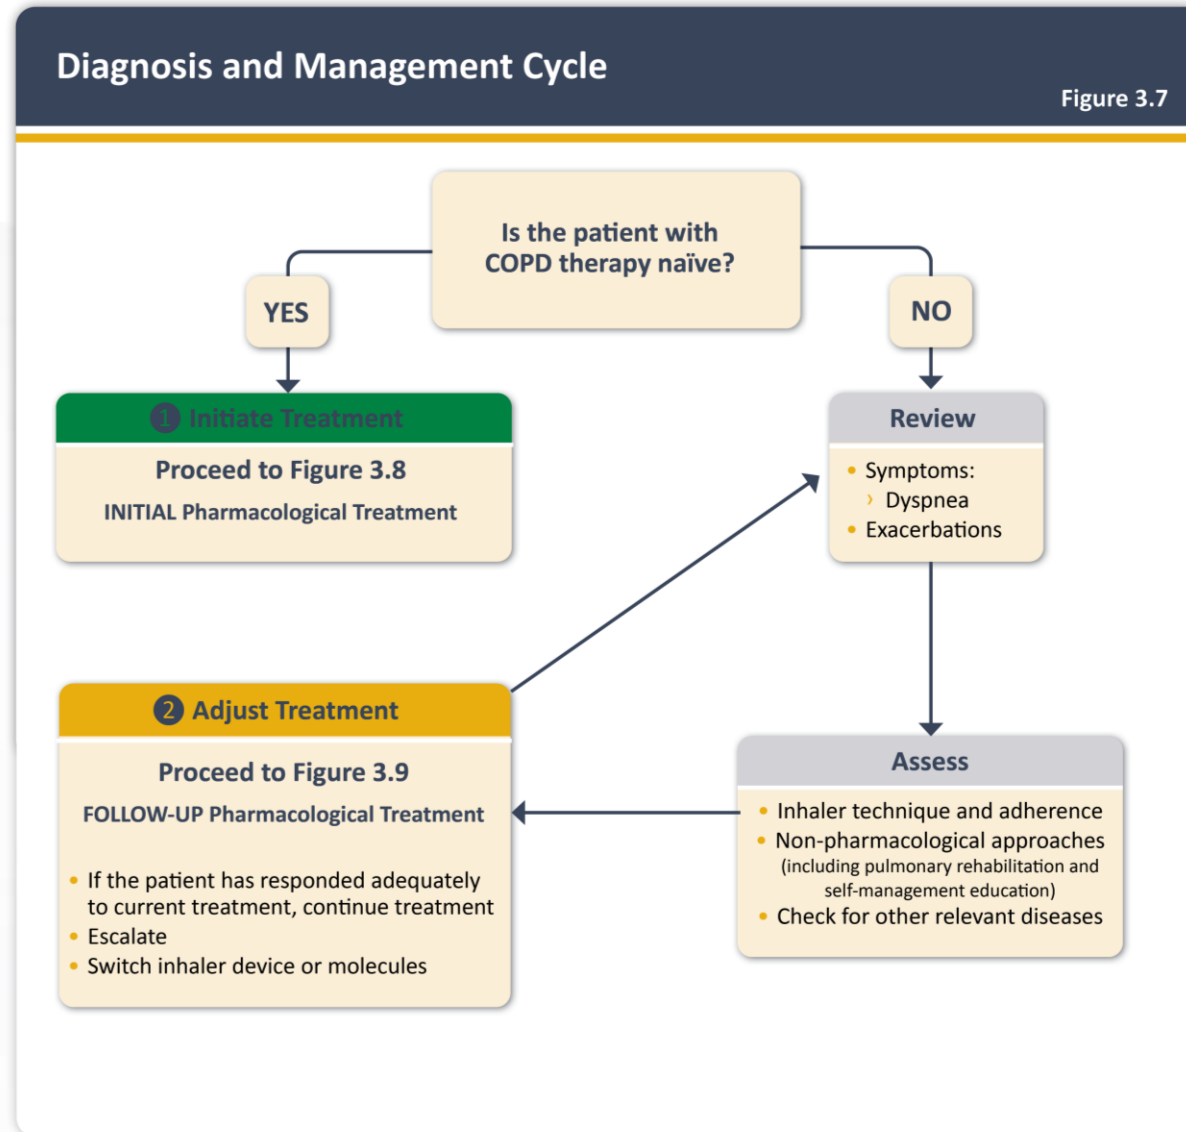 Diagnosis and Management Cycle
Figure 3.7
Is the patient with
COPD therapy naïve?
YES
NO
1 Initiate Treatment
Proceed to Figure 3.8
INITIAL Pharmacological Treatment
Review
• Symptoms:
› Dyspnea
• Exacerbations
2 Adjust Treatment
Proceed to Figure 3.9
FOLLOW-UP Pharmacological Treatment
• If the patient has responded adequately
to current treatment, continue treatment
• Escalate
• Switch inhaler device or molecules
Assess
• Inhaler technique and adherence
• Non-pharmacological approaches
(including pulmonary rehabilitation and
self-management education)
• Check for other relevant diseases